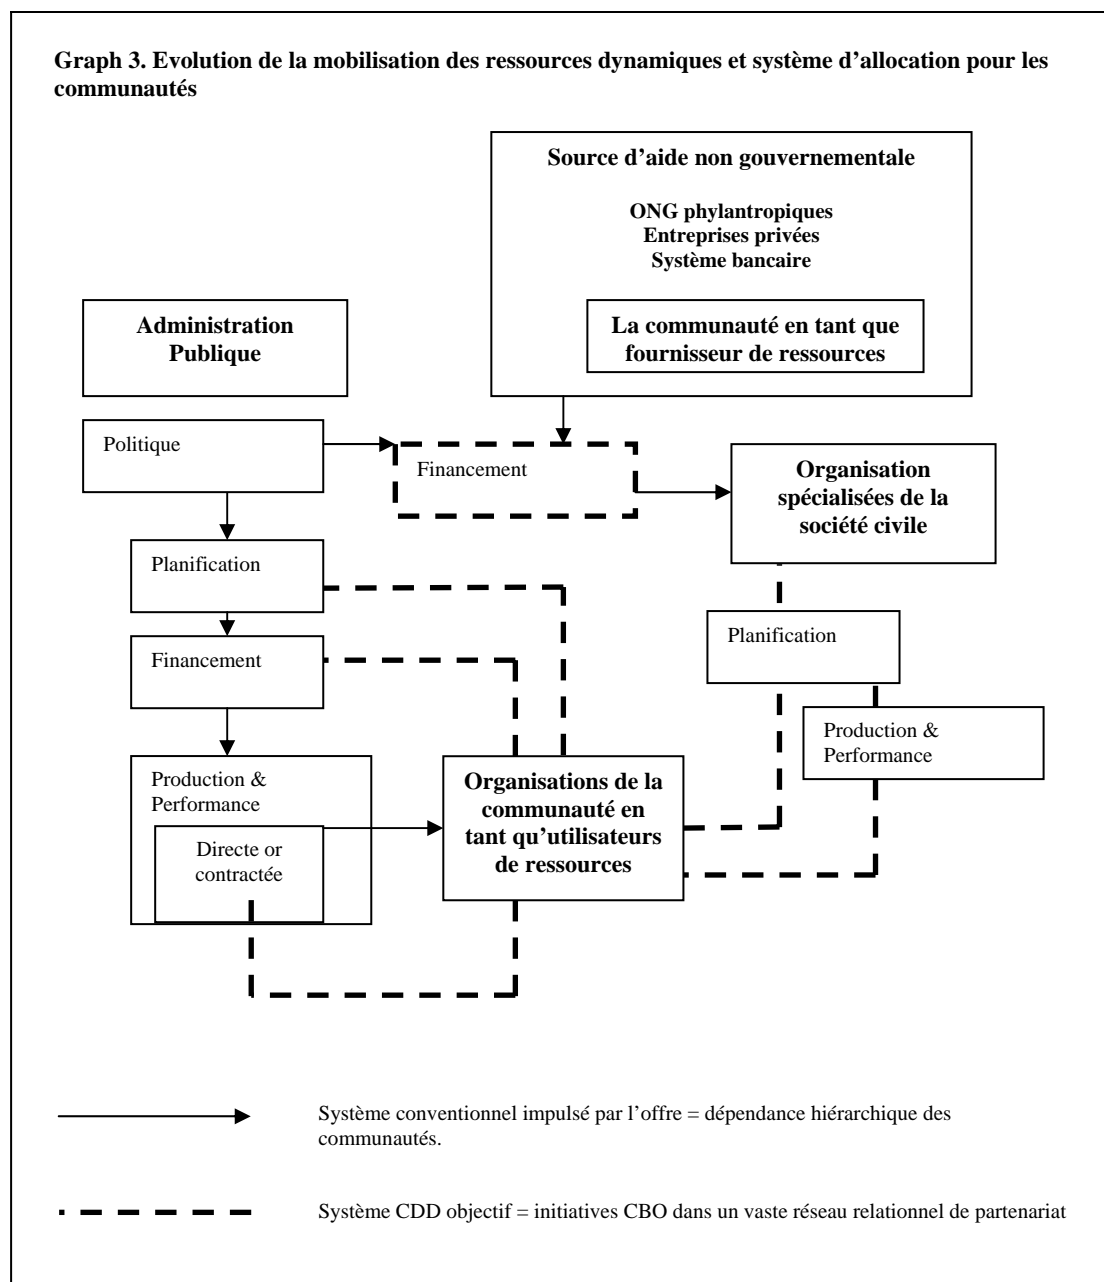 Graph 3. Evolution de la mobilisation des ressources dynamiques et système d’allocation pour les
communautés
Source d’aide non gouvernementale
ONG phylantropiques
Entreprises privées
Système bancaire
La communauté en tant que
fournisseur de ressources
Administration
Publique
Politique
Financement
Organisation
spécialisées de la
société civile
Planification
Planification
Financement
Production &
Performance
Production &
Performance
Directe or
contractée
Organisations de la
communauté en
tant qu’utilisateurs
de ressources
Système conventionnel impulsé par l’offre = dépendance hiérarchique des
communautés.
Système CDD objectif = initiatives CBO dans un vaste réseau relationnel de partenariat